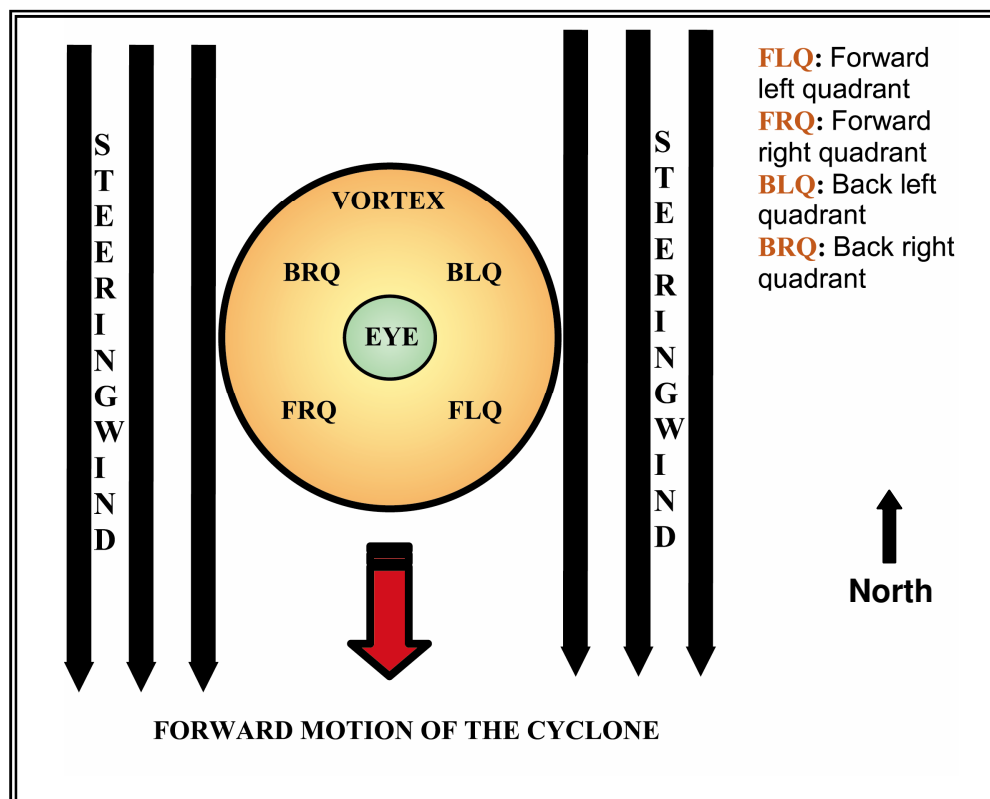 STEERINGWIND
VORTEX
BRQ BLQ
EYE
FRQ FLQ
STEERINGWIND
FLQ: Forward
left quadrant
FRQ: Forward
right quadrant
BLQ: Back left
quadrant
BRQ: Back right
quadrant
North
FORWARD MOTION OF THE CYCLONE